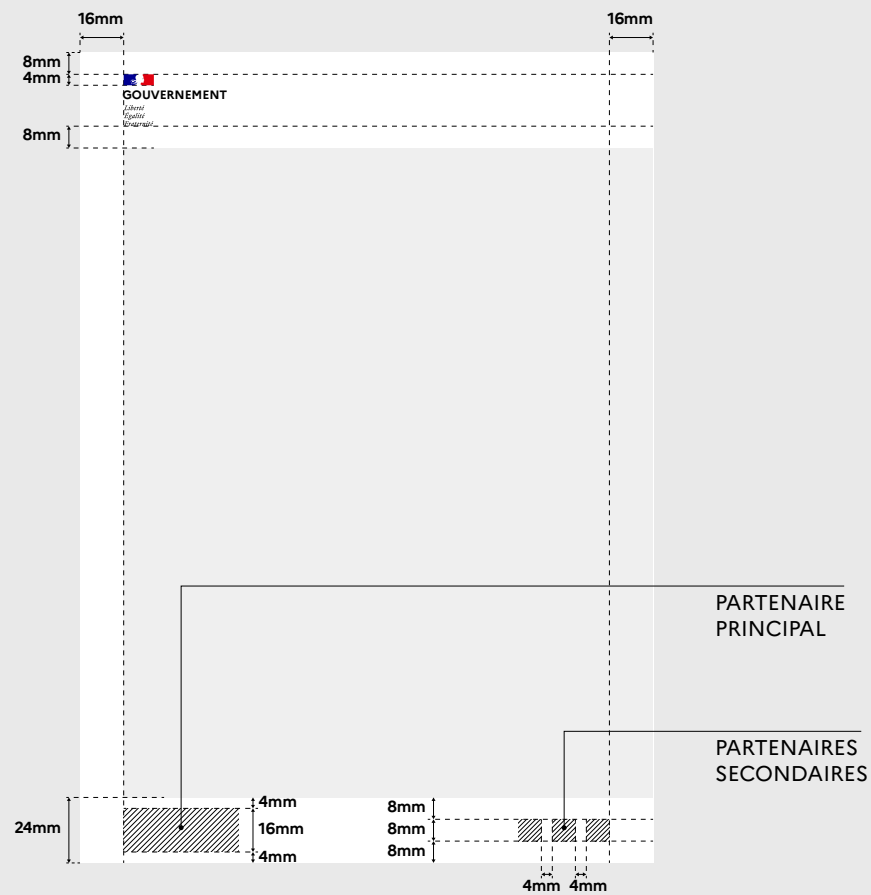 16mm 16mm
8mm
4mm
GOUVERNEMENT
Liberté
Égalité
Fraternité
8mm
PARTENAIRE
PRINCIPAL
PARTENAIRES
SECONDAIRES
4mm
8mm
24mm
16mm
8mm
4mm
8mm
4mm 4mm